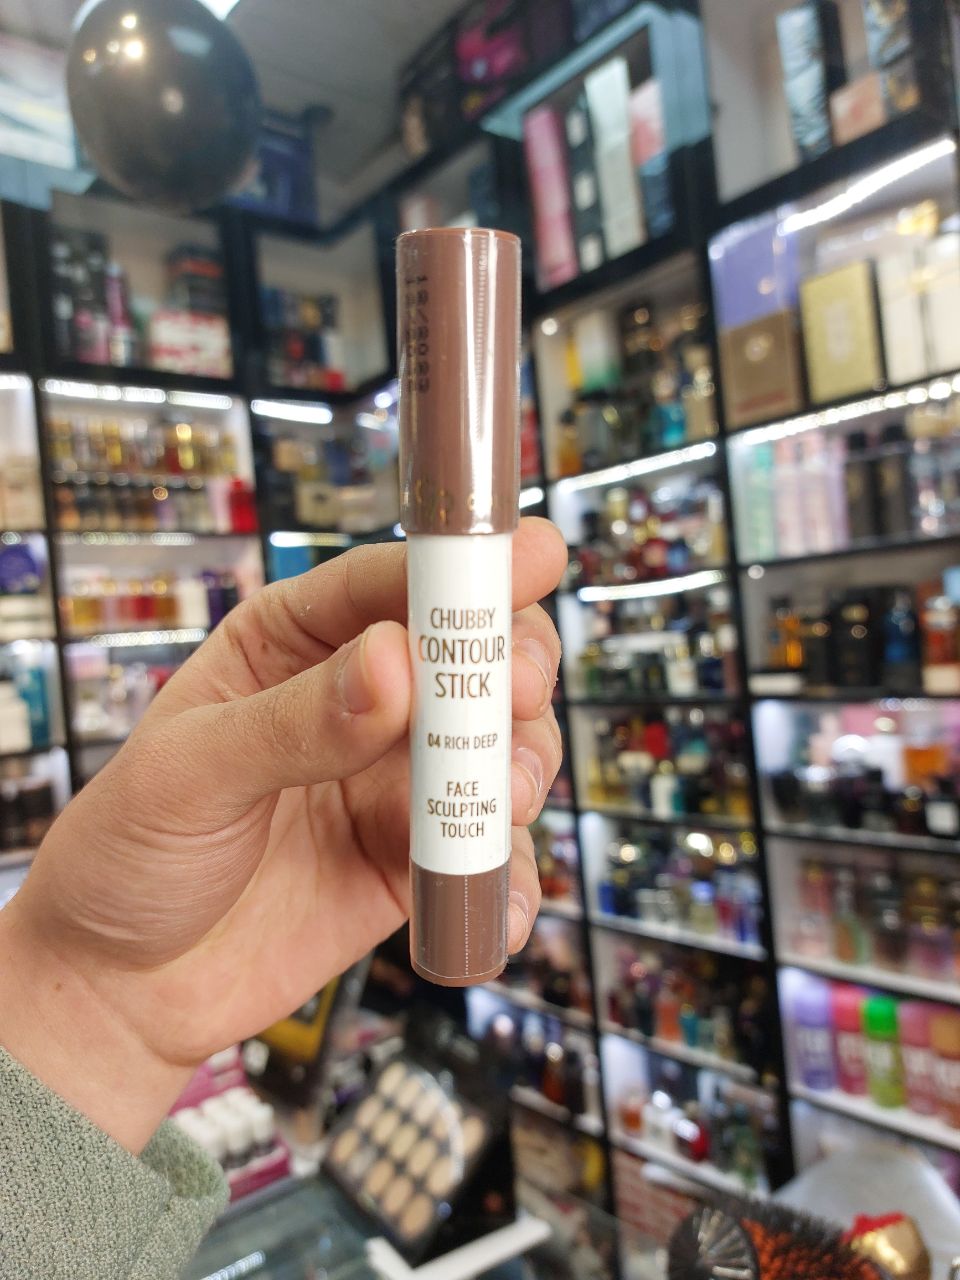 CHUBBY
CONTOUR
STICK
04 RICH DEEP
FACE
SCULPTING
TOUCH